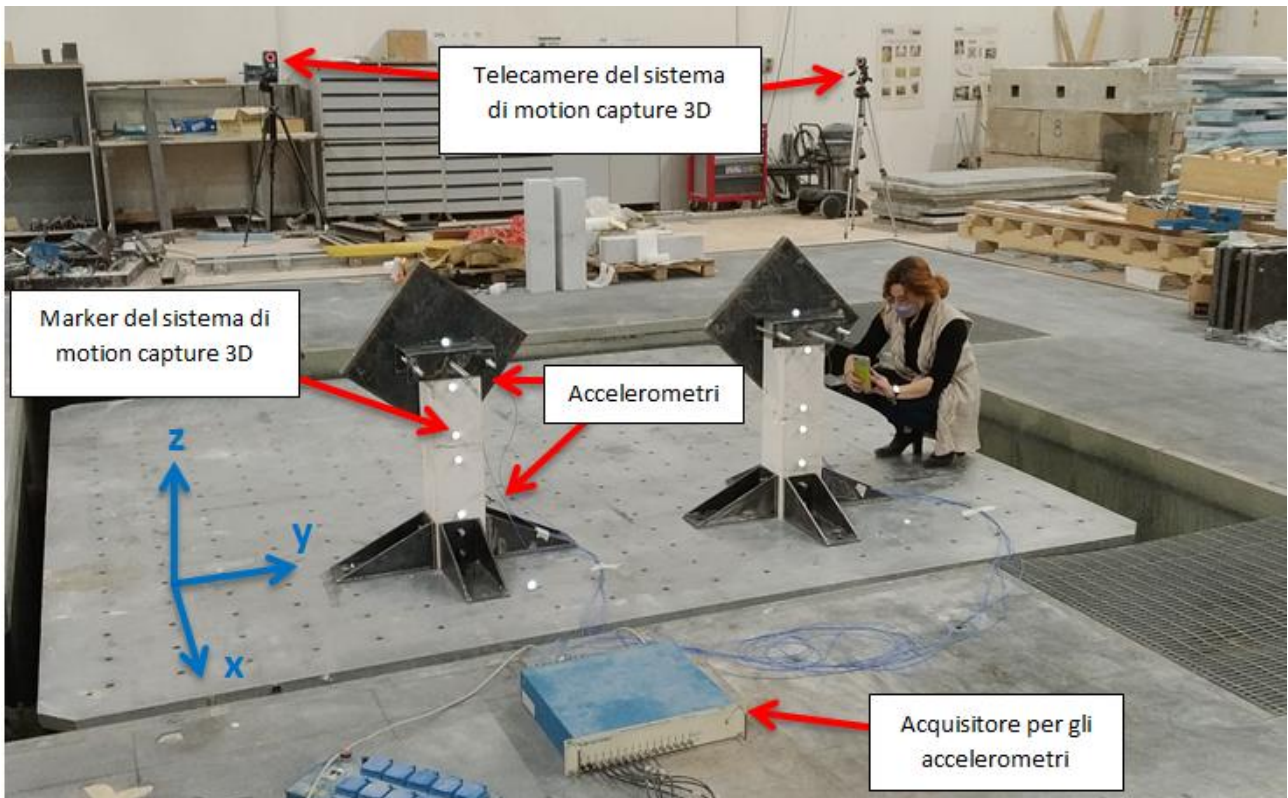 Telecamere del sistema
di motion capture 3D
Marker del sistema di
motion capture 3D
Accelerometri
z
y
x
8
Acquisitore per gli
accelerometri